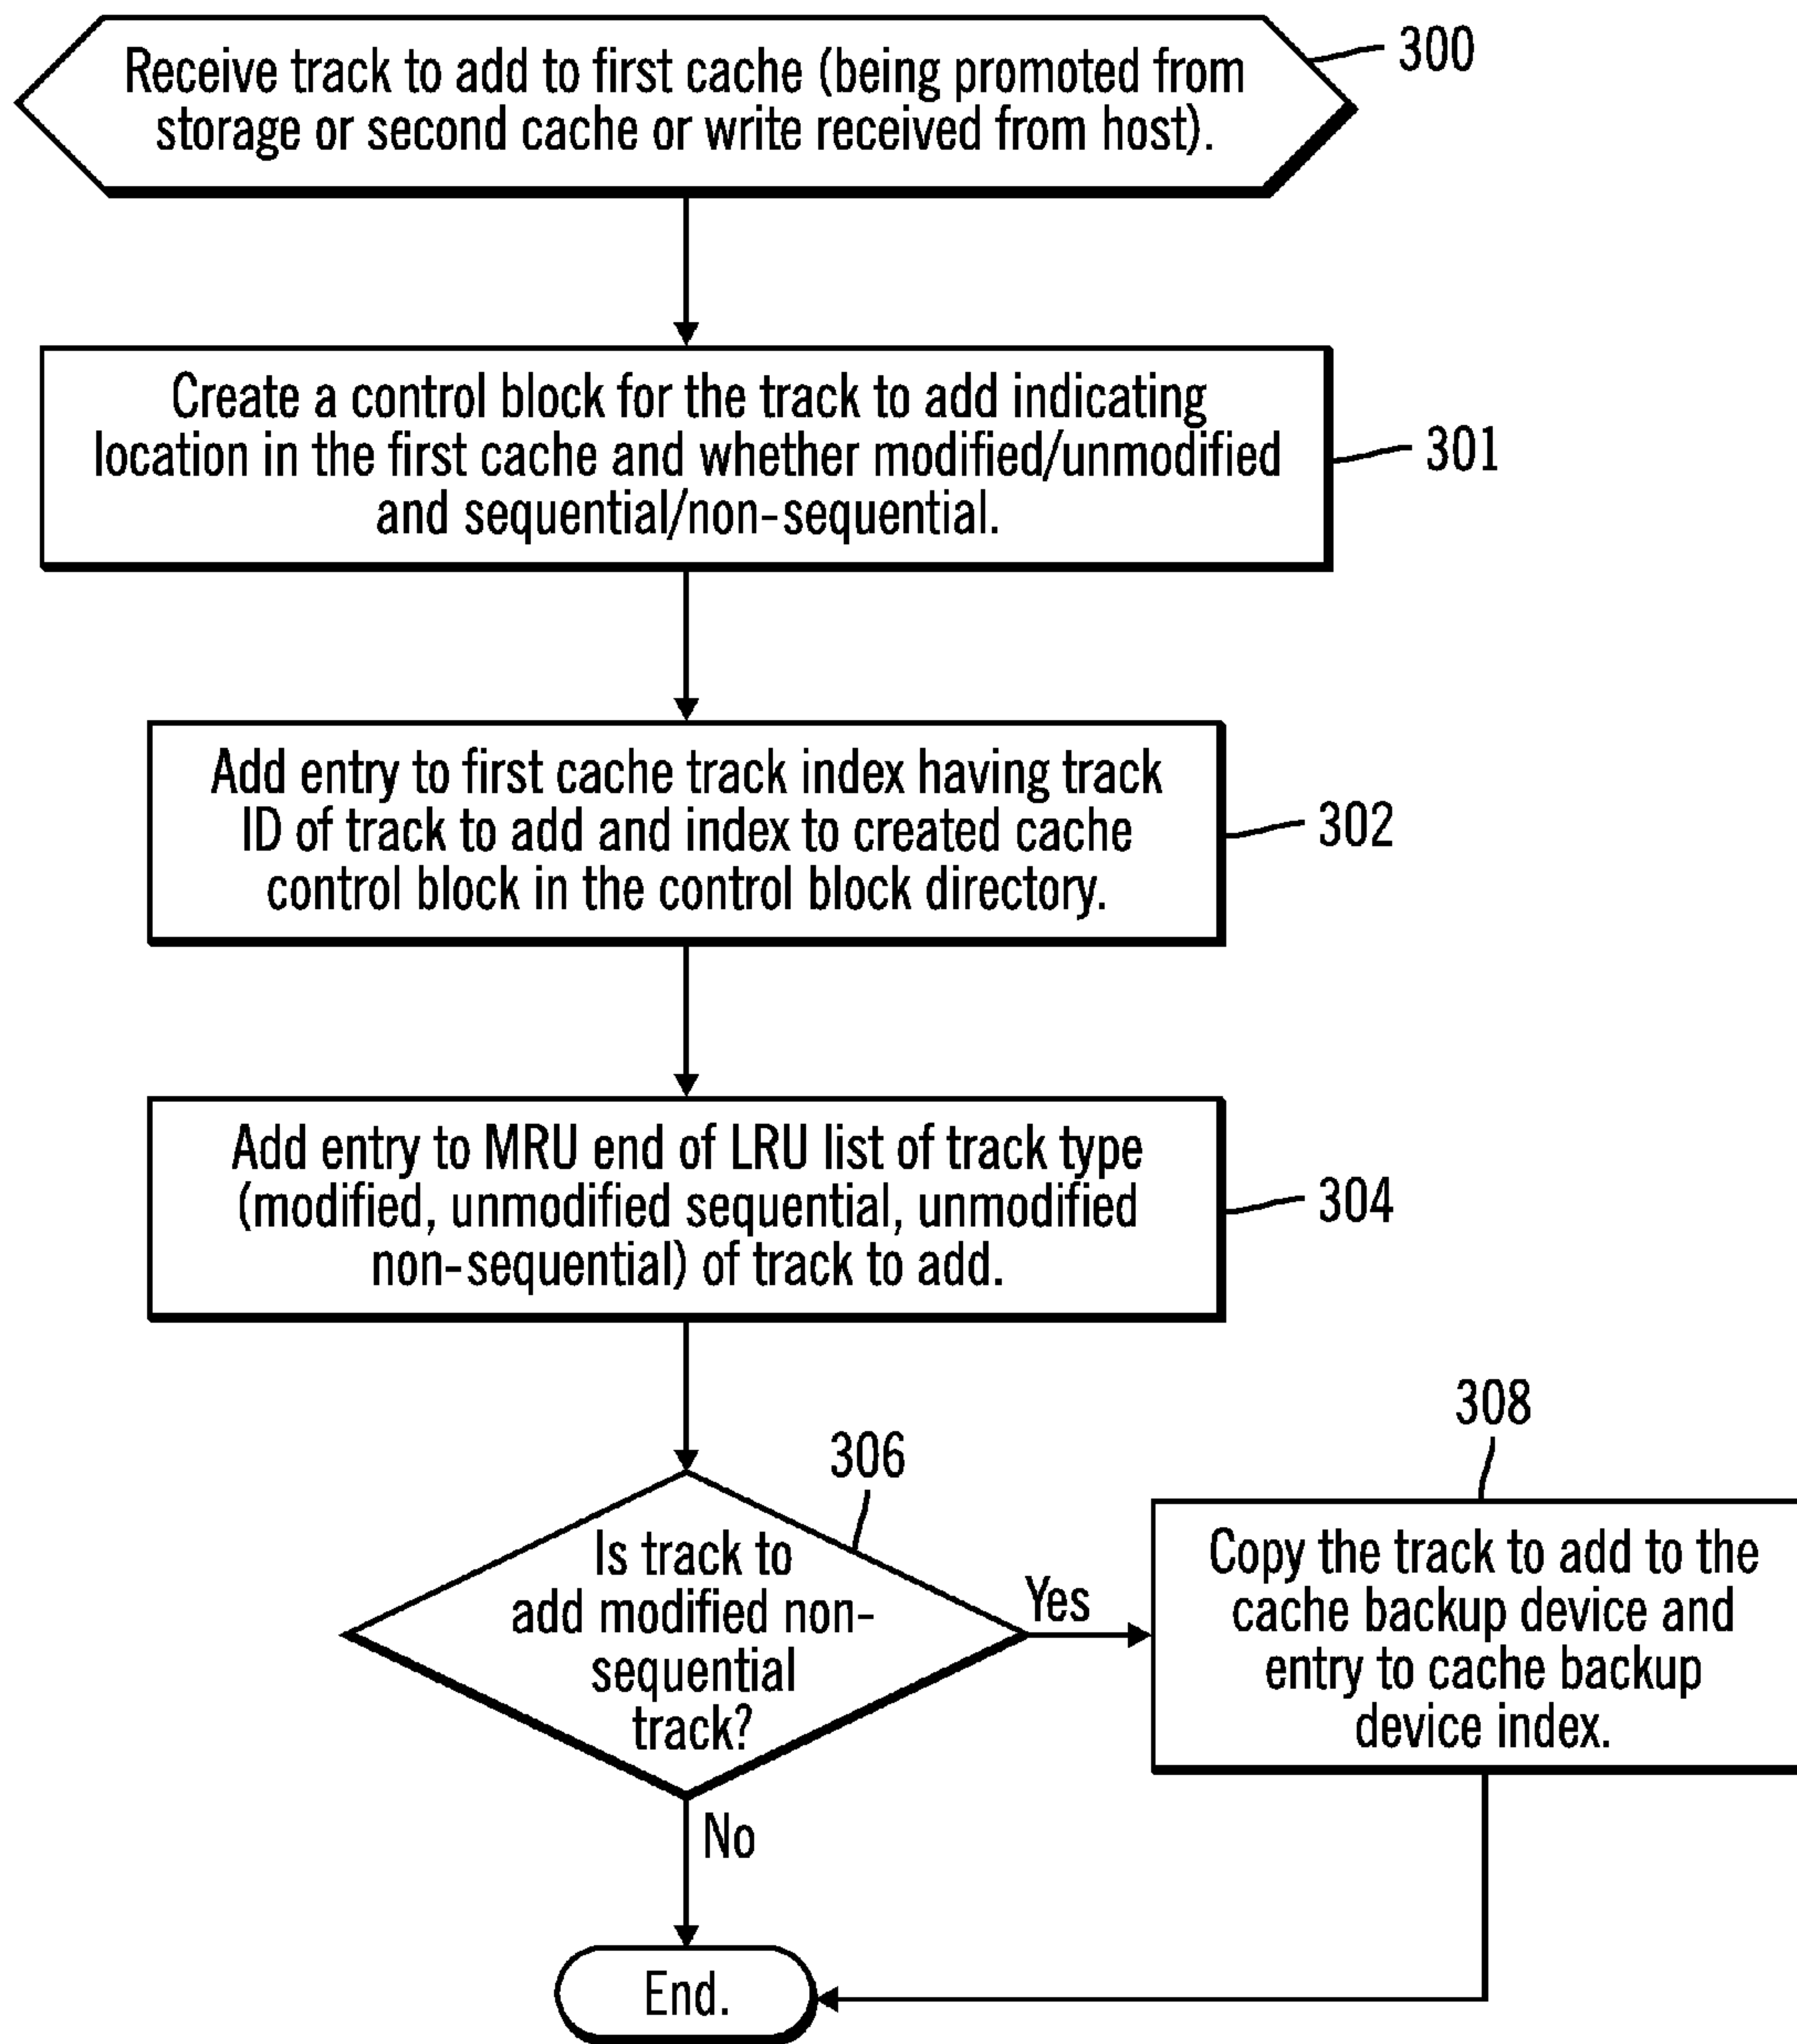 Receive track to add to first cache (being promoted from
storage or second cache or write received from host).
300
Create a control block for the track to add indicating
location in the first cache and whether modified/unmodified
and sequential/non-sequential.
301
Add entry to first cache track index having track
ID of track to add and index to created cache
control block in the control block directory.
302
Add entry to MRU end of LRU list of track type
(modified, unmodified sequential, unmodified
non-sequential) of track to add.
304
306
Is track to
add modified non-
sequential
track?
Yes
No
308
Copy the track to add to the
cache backup device and
entry to cache backup
device index.
End.